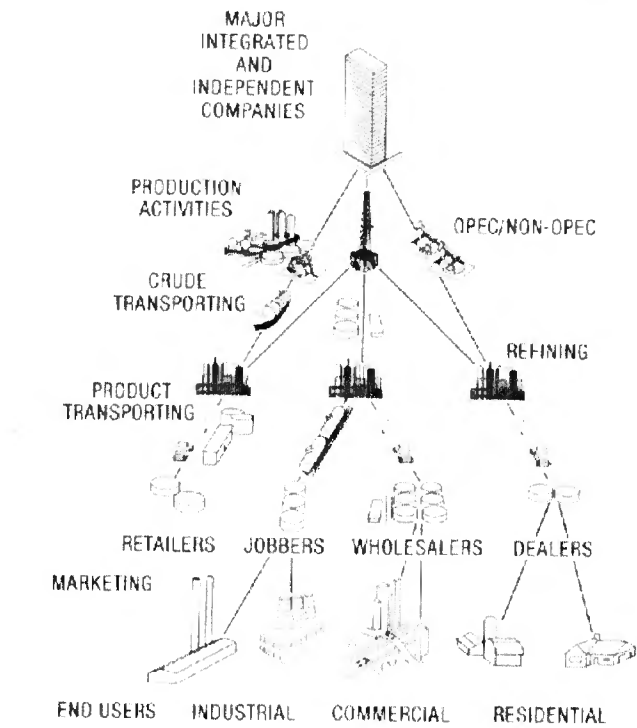 MAJOR
INTEGRATED
AND
INDEPENDENT
COMPANIES
PRODUCTION
ACTIVITIES
OPEC/NON-OPEC
CRUDE
TRANSPORTING
REFINING
PRODUCT
TRANSPORTING
RETAILERS JOBBERS WHOLESALERS DEALERS
MARKETING
END USERS INDUSTRIAL COMMERCIAL RESIDENTIAL